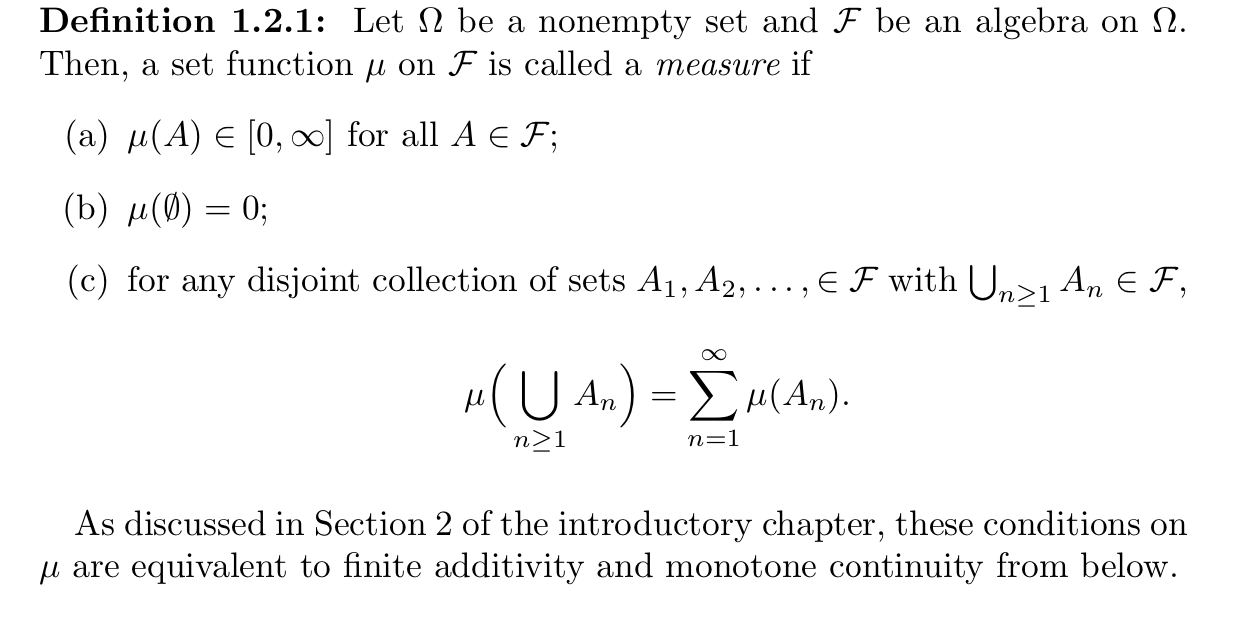 Definition 1.2.1: Let Ω be a nonempty set and ℱ be an algebra on Ω.
Then, a set function μ on ℱ is called a measure if
(a) μ(A) ∈ [0, ∞] for all A ∈ ℱ;
(b) μ(∅) = 0;
(c) for any disjoint collection of sets A₁, A₂, . . . , ∈ ℱ with ⋃ₙ≥₁ Aₙ ∈ ℱ,
μ( ⋃ₙ≥₁ Aₙ ) = ∑ₙ₌₁^∞ μ(Aₙ).
As discussed in Section 2 of the introductory chapter, these conditions on
μ are equivalent to finite additivity and monotone continuity from below.